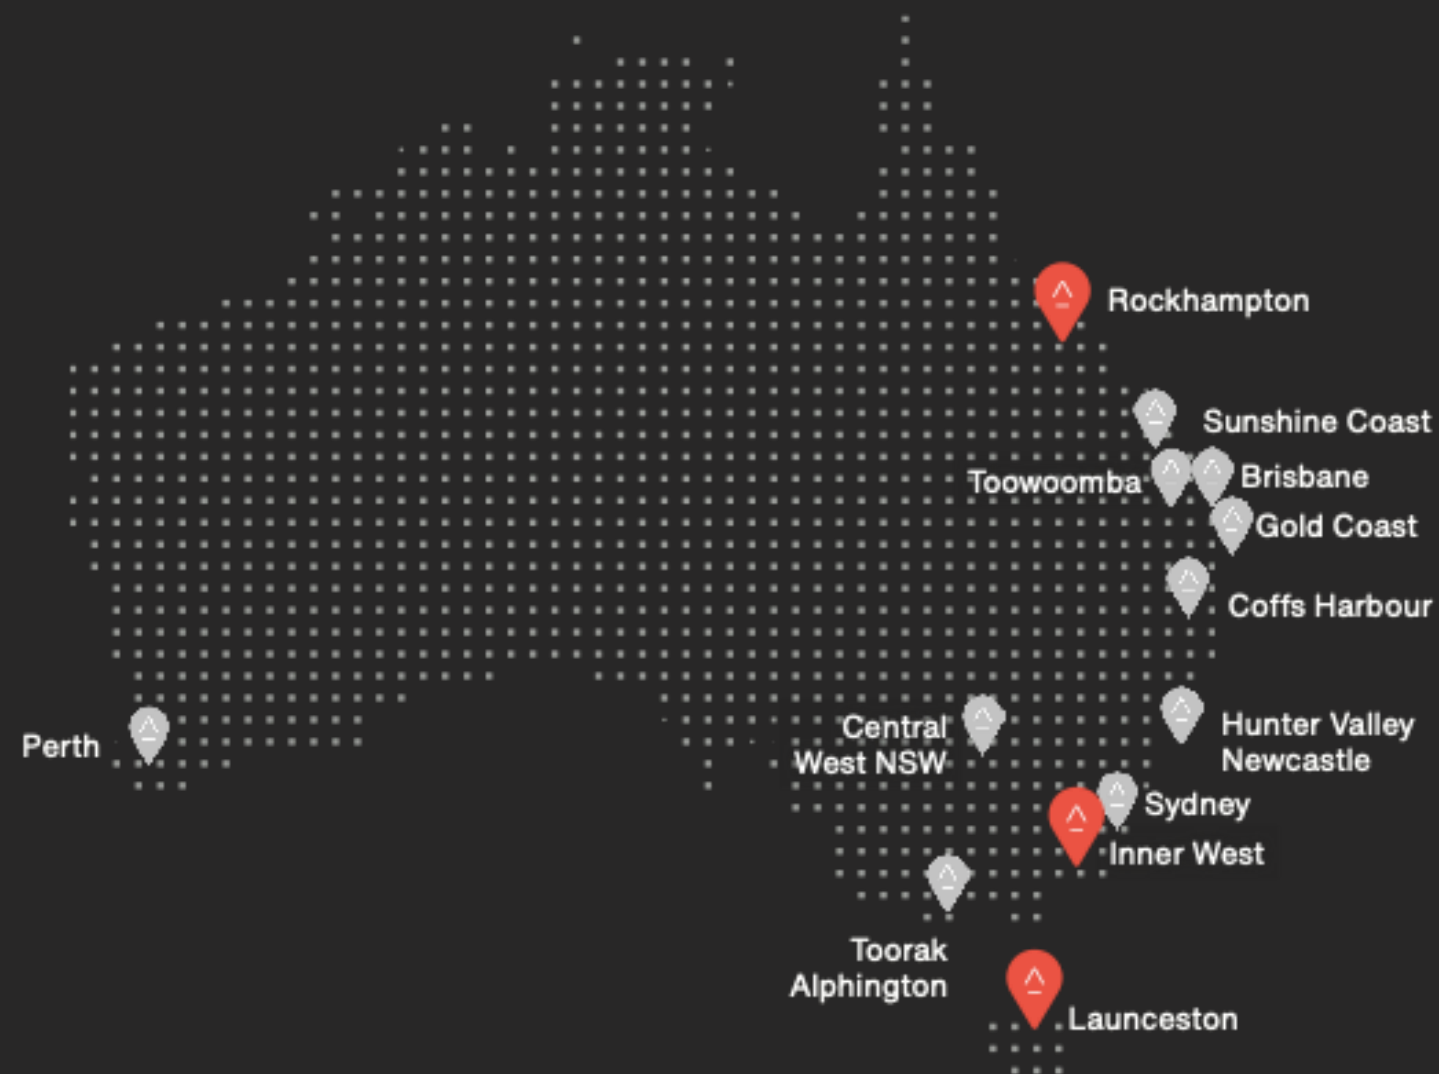 Rockhampton
Sunshine Coast
Toowoomba
Brisbane
Gold Coast
Coffs Harbour
Perth
Central
West NSW
Hunter Valley
Newcastle
Sydney
Inner West
Toorak
Alphington
Launceston